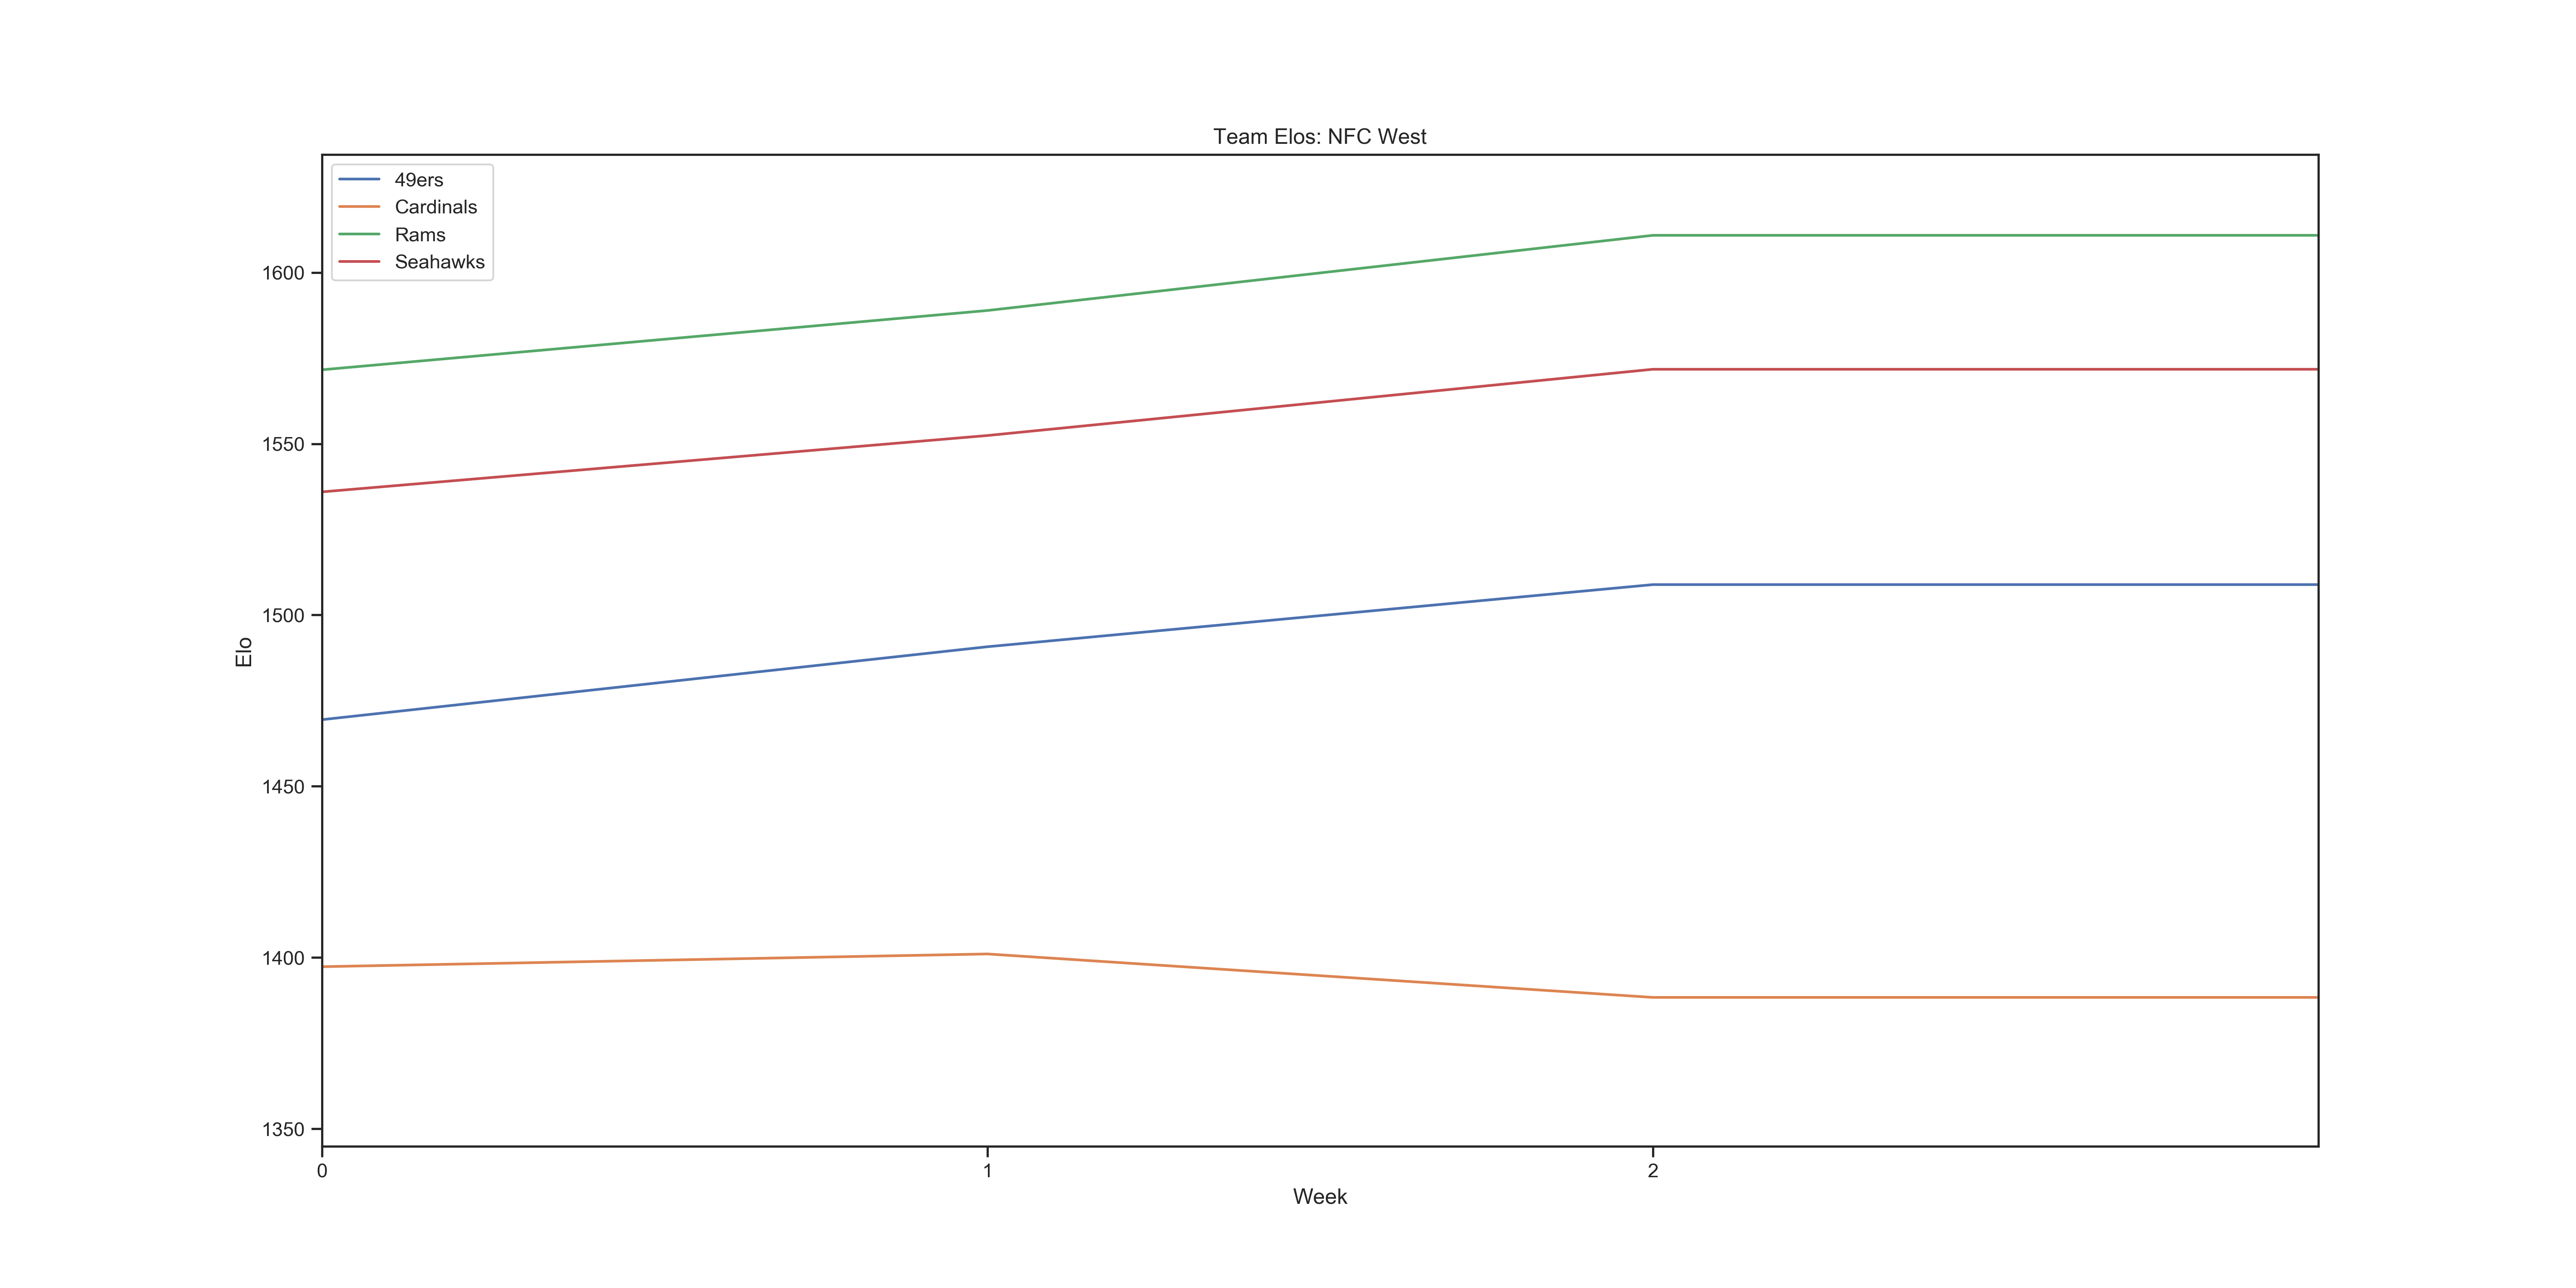 Team Elos: NFC West
49ers
Cardinals
Rams
Seahawks
1600
1550
1500
1450
1400
1350
Elo
0 1 2
Week